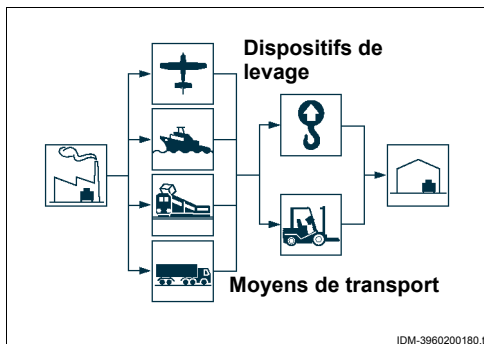 Dispositifs de
levage
Moyens de transport
IDM-3960200180.t